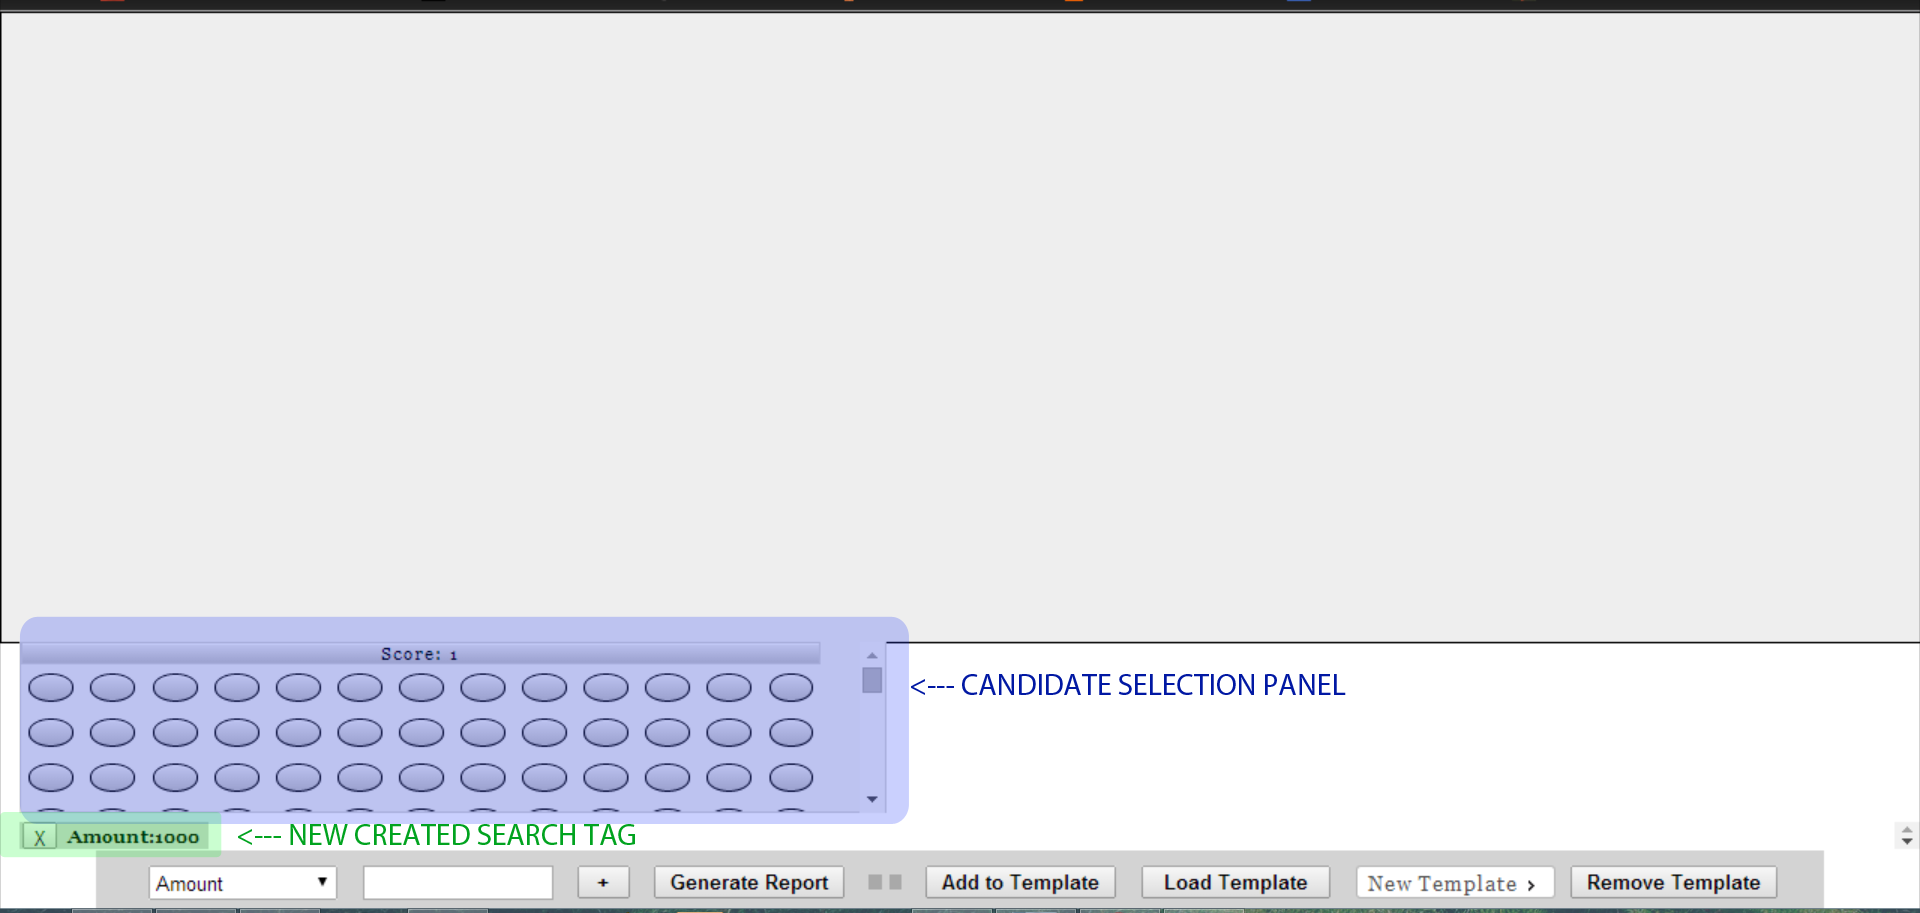 Score: 1
<--- CANDIDATE SELECTION PANEL
X Amount:1000
<--- NEW CREATED SEARCH TAG
Amount
+
Generate Report
Add to Template
Load Template
New Template >
Remove Template